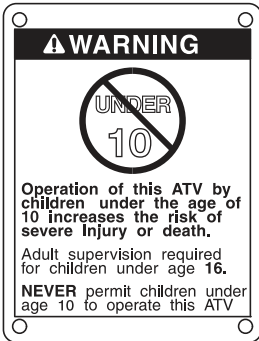 WARNING
UNDER
10
Operation of this ATV by
children under the age of
10 increases the risk of
severe Injury or death.
Adult supervision required
for children under age 16.
NEVER permit children under
age 10 to operate this ATV